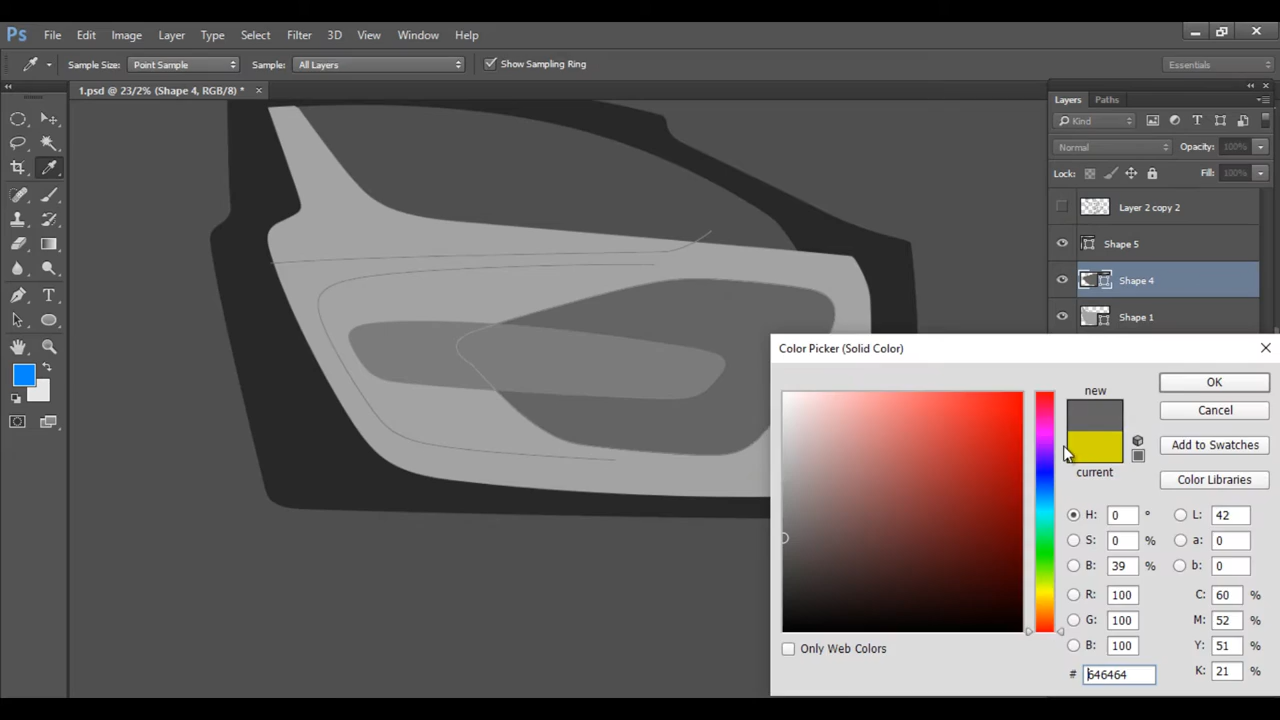 Ps File Edit Image Layer Type Select Filter 3D View Window Help
Sample Size: Point Sample Sample: All Layers Show Sampling Ring Essentials
1.psd @ 23/2% (Shape 4, RGB/8) * ×
Layers Paths
Kind
Normal Opacity: 100%
Lock: Fill: 100%
Layer 2 copy 2
Shape 5
Shape 4
Shape 1
Color Picker (Solid Color)
new
current
OK
Cancel
Add to Swatches
Color Libraries
H: 0 ° L: 42
S: 0 % a: 0
B: 39 % b: 0
R: 100 C: 60 %
G: 100 M: 52 %
B: 100 Y: 51 %
# 646464 K: 21 %
Only Web Colors